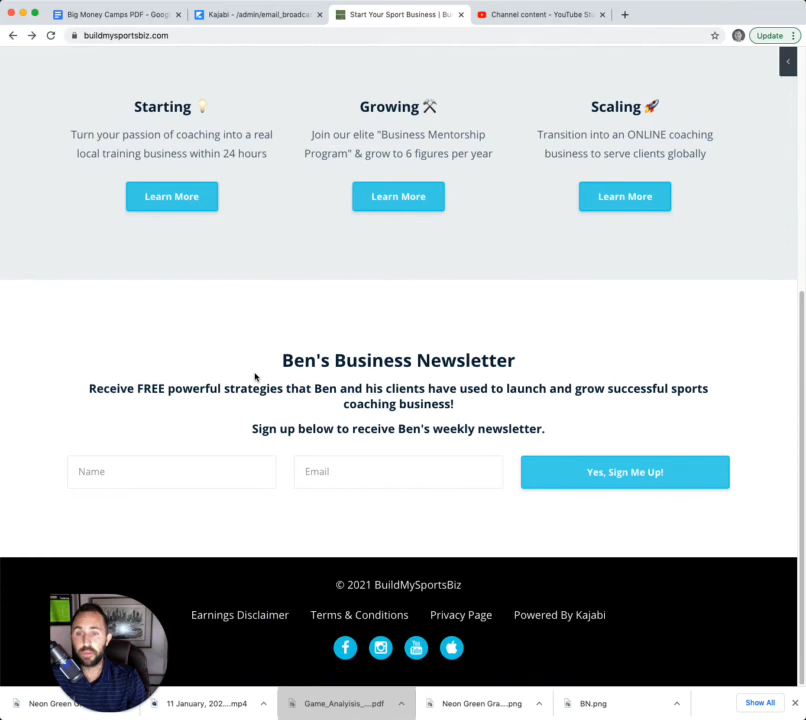 Big Money Camps PDF - Goog
Kajabi - /admin/email_broadca
Start Your Sport Business | Bu
Channel content - YouTube St
buildmysportsbiz.com
Update
Starting
Growing
Scaling
Turn your passion of coaching into a real
local training business within 24 hours
Join our elite "Business Mentorship
Program" & grow to 6 figures per year
Transition into an ONLINE coaching
business to serve clients globally
Learn More
Learn More
Learn More
Ben's Business Newsletter
Receive FREE powerful strategies that Ben and his clients have used to launch and grow successful sports
coaching business!
Sign up below to receive Ben's weekly newsletter.
Name
Email
Yes, Sign Me Up!
© 2021 BuildMySportsBiz
Earnings Disclaimer
Terms & Conditions
Privacy Page
Powered By Kajabi
You Tube
Neon Green G
11 January, 202....mp4
Game_Analyisis_....pdf
Neon Green Gra....png
BN.png
Show All